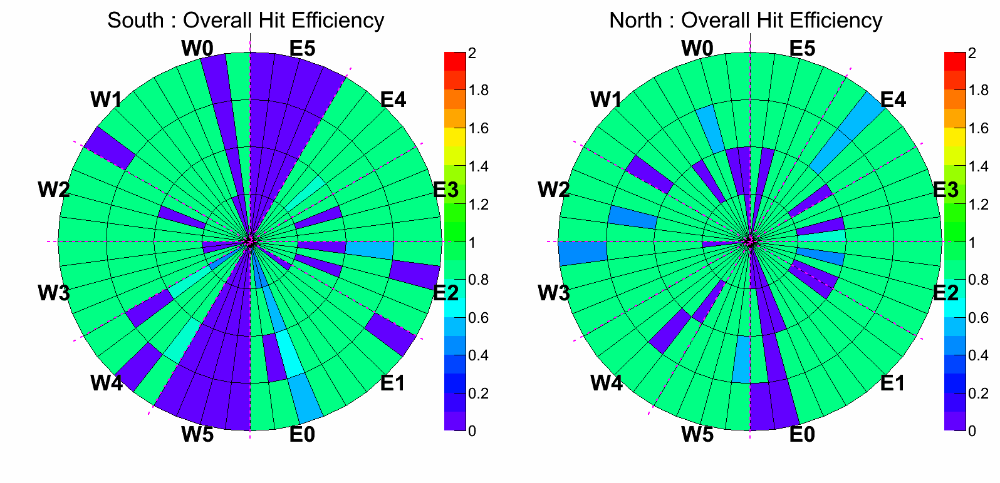 South : Overall Hit Efficiency
W0
E5
W1
E4
W2
E3
W3
E2
W4
E1
W5
E0
2
1.8
1.6
1.4
1.2
1
0.8
0.6
0.4
0.2
0
North : Overall Hit Efficiency
W0
E5
W1
E4
W2
E3
W3
E2
W4
E1
W5
E0
2
1.8
1.6
1.4
1.2
1
0.8
0.6
0.4
0.2
0